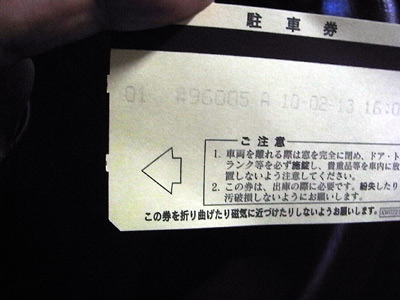 駐車券
01 #96005 A 10-02-13 16:0
ご注意
1. 車両を離れる際は窓を完全に閉め、ドア・ト
ランク等を必ず施錠し、貴重品等を車内に放
置しないよう注意してください。
2. この券は、出庫の際に必要です。紛失したり
汚破損しないようにお願いします。
この券を折り曲げたり磁気に近づけたりしないようお願いします。